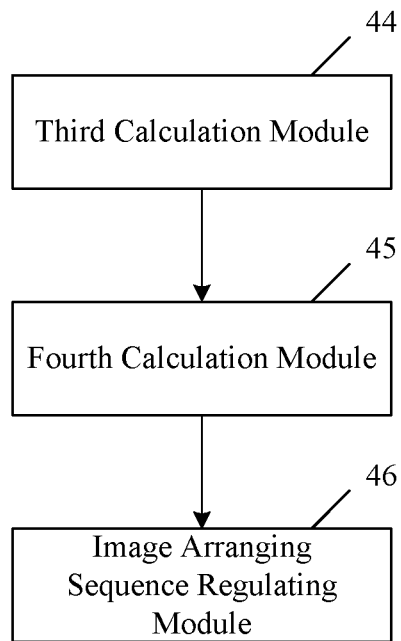 44
Third Calculation Module
45
Fourth Calculation Module
46
Image Arranging
Sequence Regulating
Module